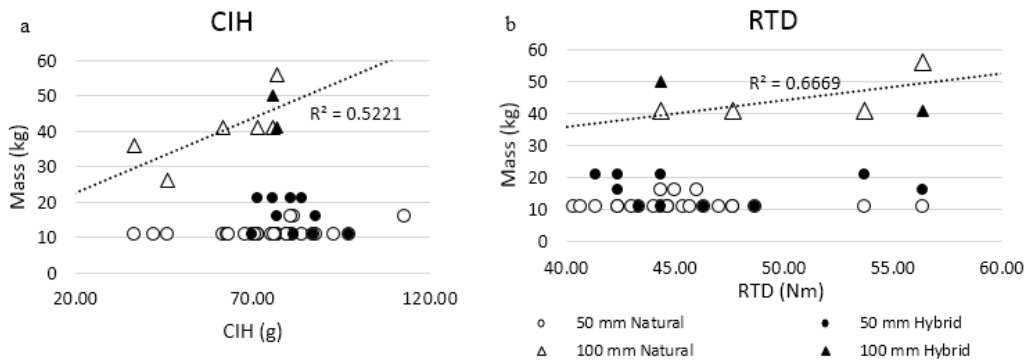 a
CIH
Mass (kg)
60
50
40
30
20
10
0
R² = 0.5221
20.00 70.00 120.00
CIH (g)
b
RTD
Mass (kg)
60
50
40
30
20
10
0
R² = 0.6669
40.00 45.00 50.00 55.00 60.00
RTD (Nm)
50 mm Natural 50 mm Hybrid
100 mm Natural 100 mm Hybrid